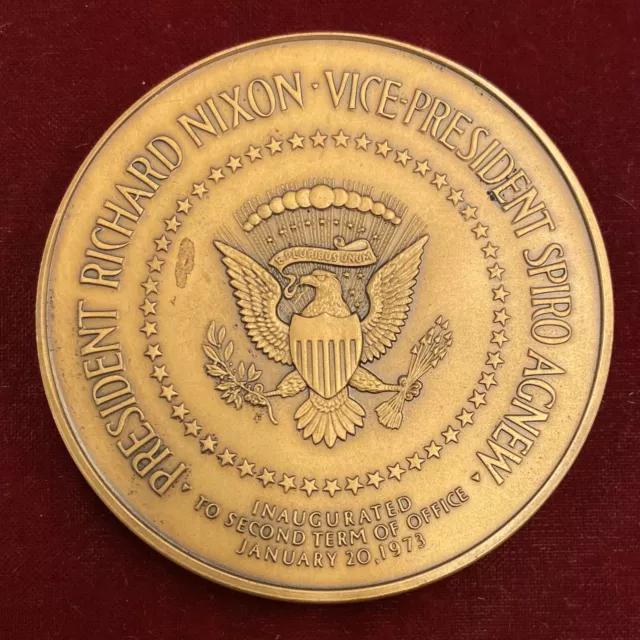 PRESIDENT RICHARD NIXON · VICE-PRESIDENT SPIRO AGNEW
E PLURIBUS UNUM
INAUGURATED
TO SECOND TERM OF OFFICE
JANUARY 20, 1973